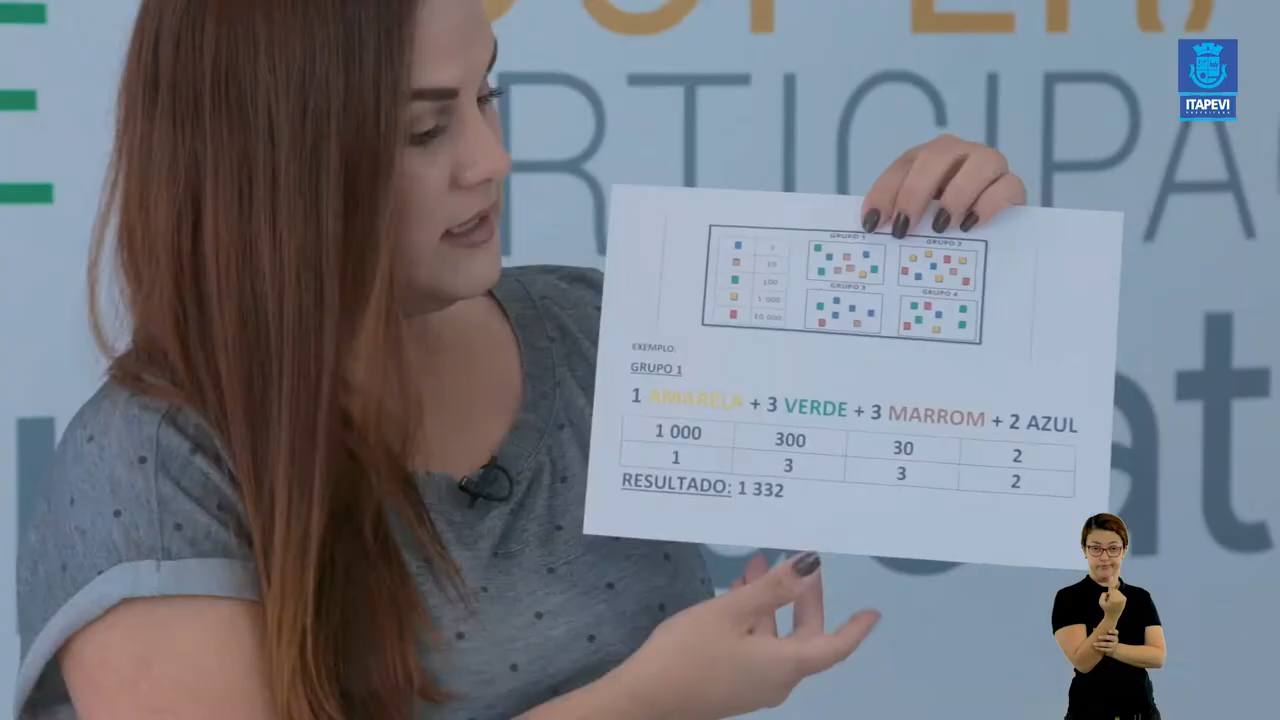 RTICIPA
ITAPEVI
PREFEITURA
GRUPO 1
GRUPO 2
1
10
100
1 000
10 000
GRUPO 3
GRUPO 4
EXEMPLO:
GRUPO 1
1 AMARELA + 3 VERDE + 3 MARROM + 2 AZUL
1 000 300 30 2
1 3 3 2
RESULTADO: 1 332